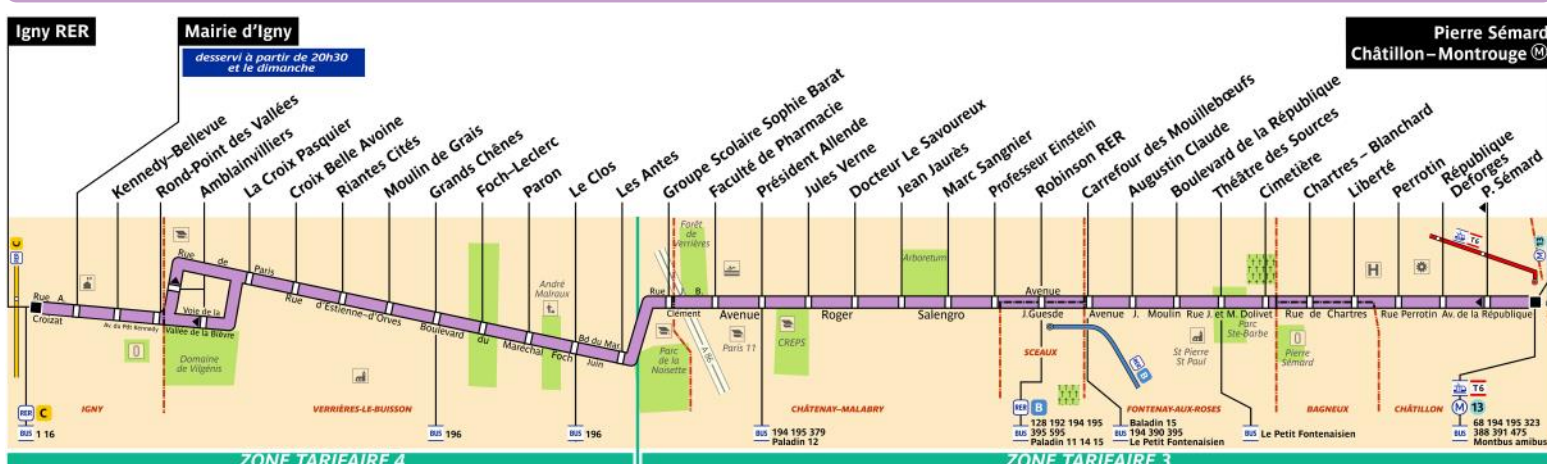 Igny RER
Mairie d'Igny
desservi à partir de 20h30
et le dimanche
Pierre Sémard
Châtillon–Montrouge M
Kennedy–Bellevue
Rond-Point des Vallées
Amblainvilliers
La Croix Pasquier
Croix Belle Avoine
Riantes Cités
Moulin de Grais
Grands Chênes
Foch–Leclerc
Paron
Le Clos
Les Antes
Groupe Scolaire Sophie Barat
Faculté de Pharmacie
Président Allende
Jules Verne
Docteur Le Savoureux
Jean Jaurès
Marc Sangnier
Professeur Einstein
Robinson RER
Carrefour des Mouillebœufs
Augustin Claude
Boulevard de la République
Théâtre des Sources
Cimetière
Chartres – Blanchard
Liberté
Perrotin
République
Deforges
P. Sémard
C
Rue A.
Croizat
Av. du Pdt Kennedy
Rue de Paris
Voie de la
Vallée de la Bièvre
Domaine
de Vilgénis
Rue d'Estienne–d'Orves
Boulevard du Maréchal Foch
André
Malraux
Bd du Mar.
Juin
Rue J. B.
Clément
Forêt
de
Verrières
Parc
de la
Noisette
A 86
Avenue Roger Salengro
Paris 11
CREPS
Arboretum
Avenue
J.Guesde
RER B
Avenue J. Moulin
Rue J. et M. Dolivet
Parc
Ste-Barbe
St Pierre
St Paul
Pierre
Sémard
Rue de Chartres
H
Rue Perrotin
Av. de la République
T6
M 13
IGNY
VERRIÈRES-LE-BUISSON
CHÂTENAY–MALABRY
SCEAUX
FONTENAY-AUX-ROSES
BAGNEUX
CHÂTILLON
RER C
BUS 1 16
BUS 196
BUS 196
BUS 194 195 379
Paladin 12
RER B
BUS 128 192 194 195
395 595
Paladin 11 14 15
BUS Baladin 15
194 390 395
Le Petit Fontenaisien
BUS Le Petit Fontenaisien
T6
M 13
BUS 68 194 195 323
388 391 475
Montbus amibus
ZONE TARIFAIRE 4
ZONE TARIFAIRE 3